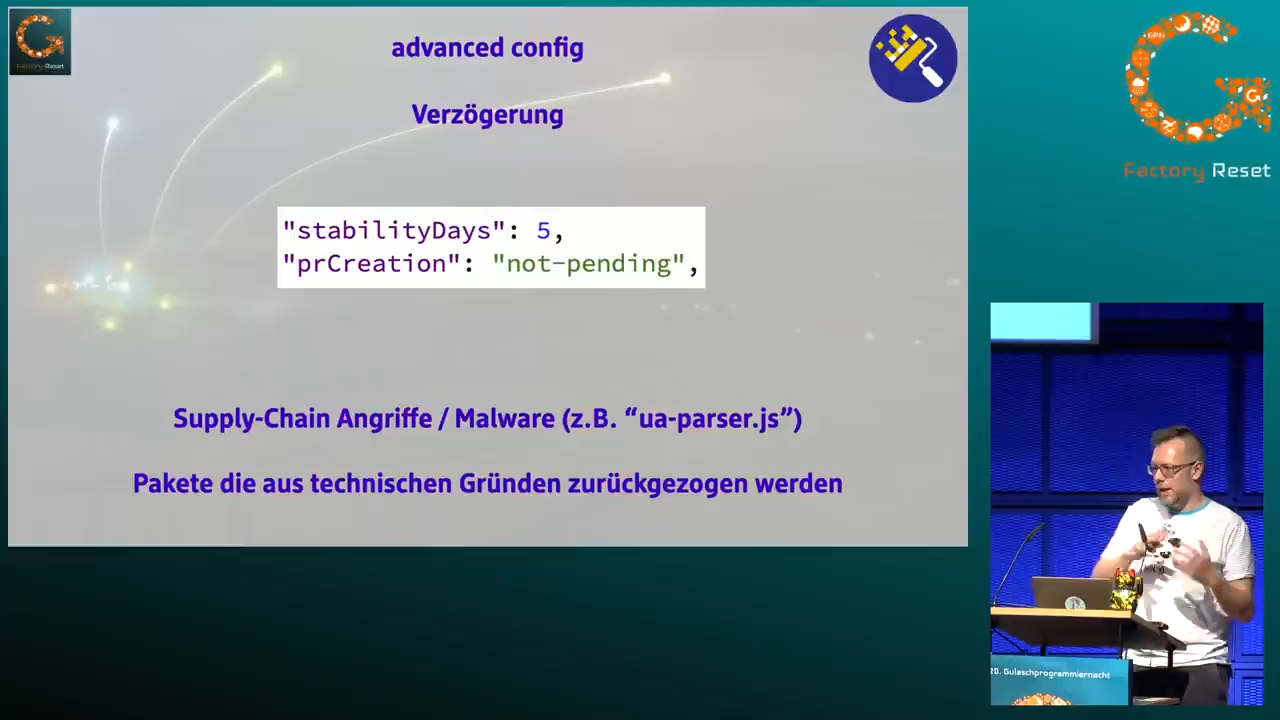 Factory Reset
advanced config
Verzögerung
"stabilityDays": 5,
"prCreation": "not-pending",
Supply-Chain Angriffe / Malware (z.B. “ua-parser.js”)
Pakete die aus technischen Gründen zurückgezogen werden
GPN
Factory Reset
20. Gulaschprogrammiernacht